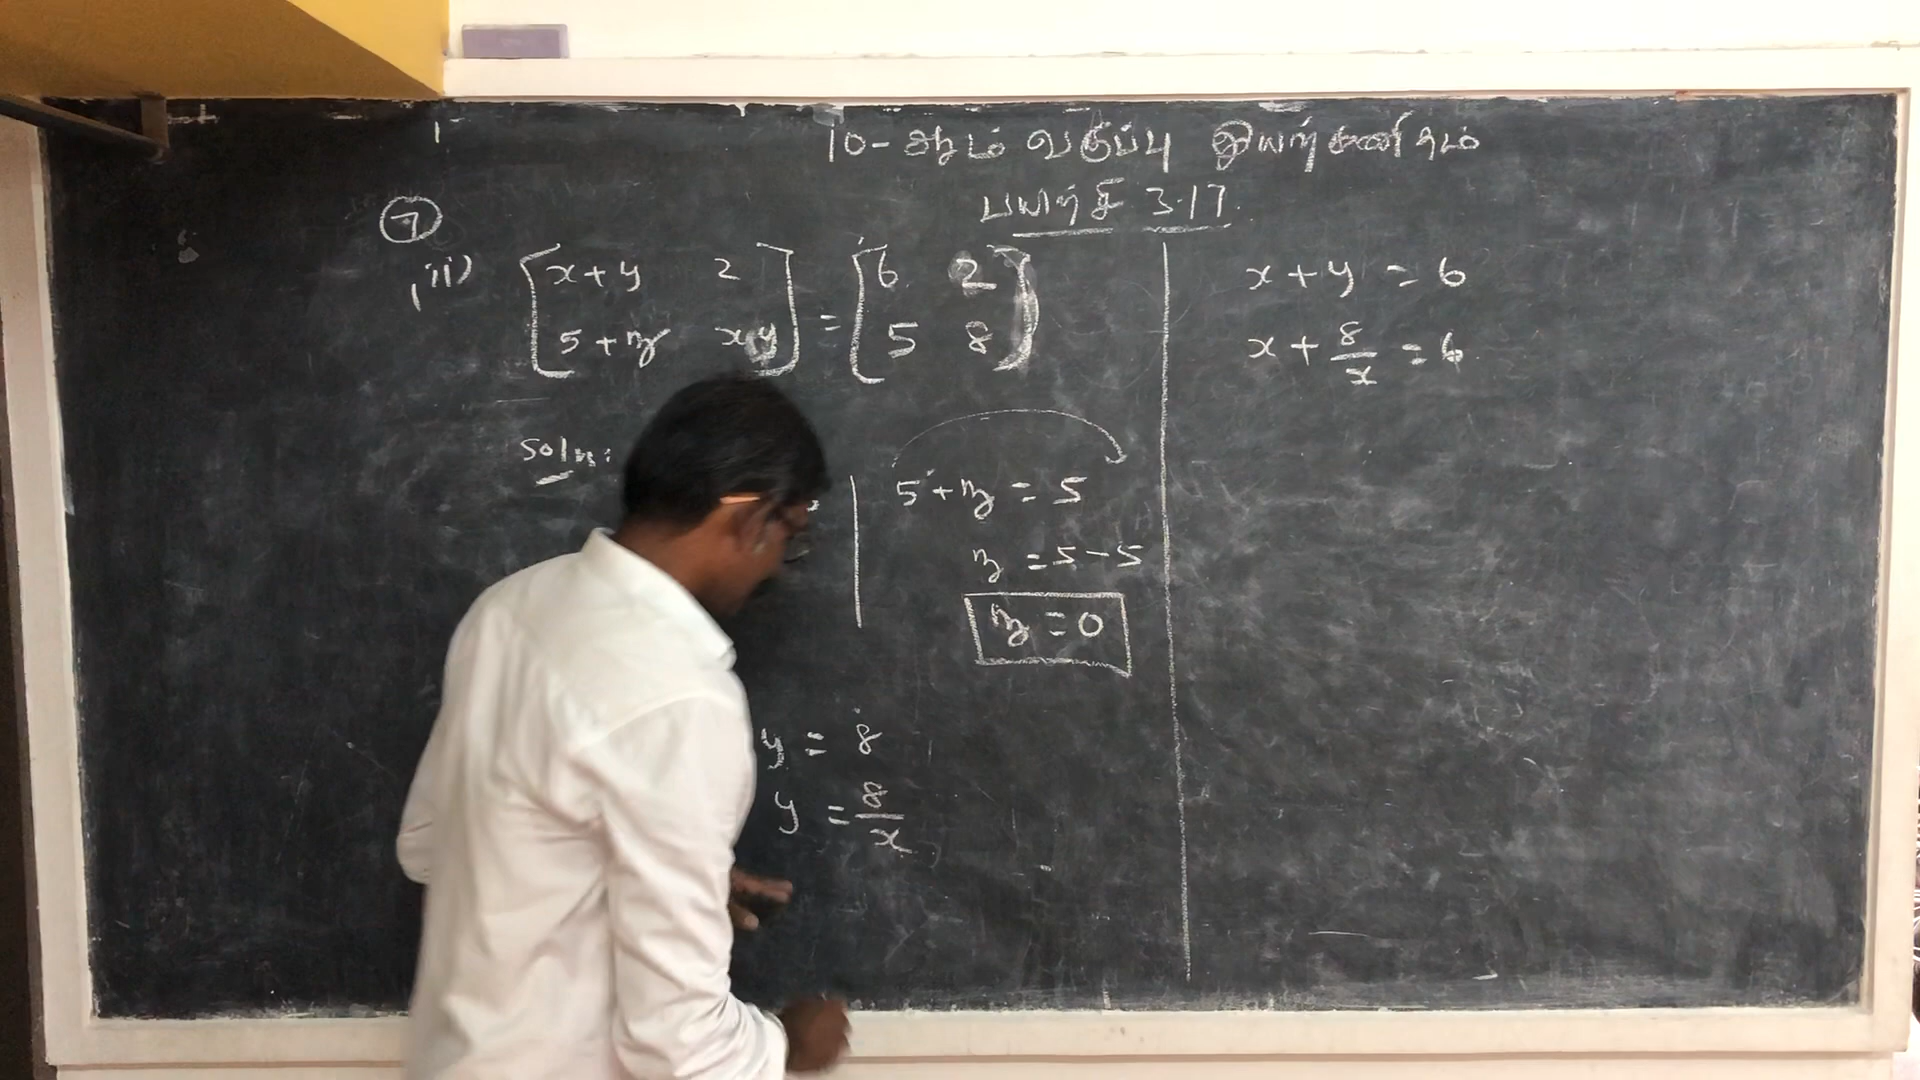 10-ஆம் வகுப்பு இயற்கணிதம்
பயிற்சி 3.17
7
iii) [x+y 2 5+z xy] = [6 2 5 8]
Soln:
5+z = 5
z = 5-5
z = 0
y = 8
y = 8/x
x+y = 6
x + 8/x = 6